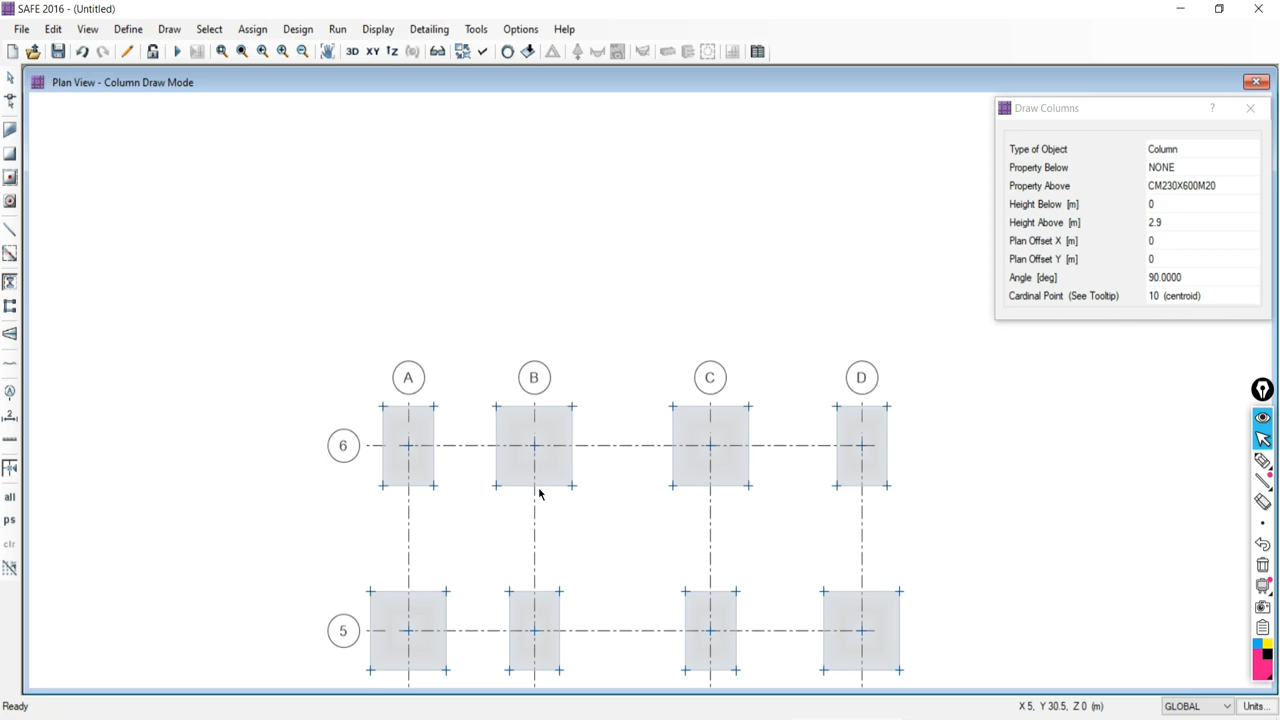 SAFE 2016 - (Untitled)
File Edit View Define Draw Select Assign Design Run Display Detailing Tools Options Help
3D XY
Plan View - Column Draw Mode
Draw Columns ?
Type of Object Column
Property Below NONE
Property Above CM230X600M20
Height Below [m] 0
Height Above [m] 2.9
Plan Offset X [m] 0
Plan Offset Y [m] 0
Angle [deg] 90.0000
Cardinal Point (See Tooltip) 10 (centroid)
A B C D
6
5
2
all
ps
clr
Ready X 5, Y 30.5, Z 0 (m) GLOBAL Units...